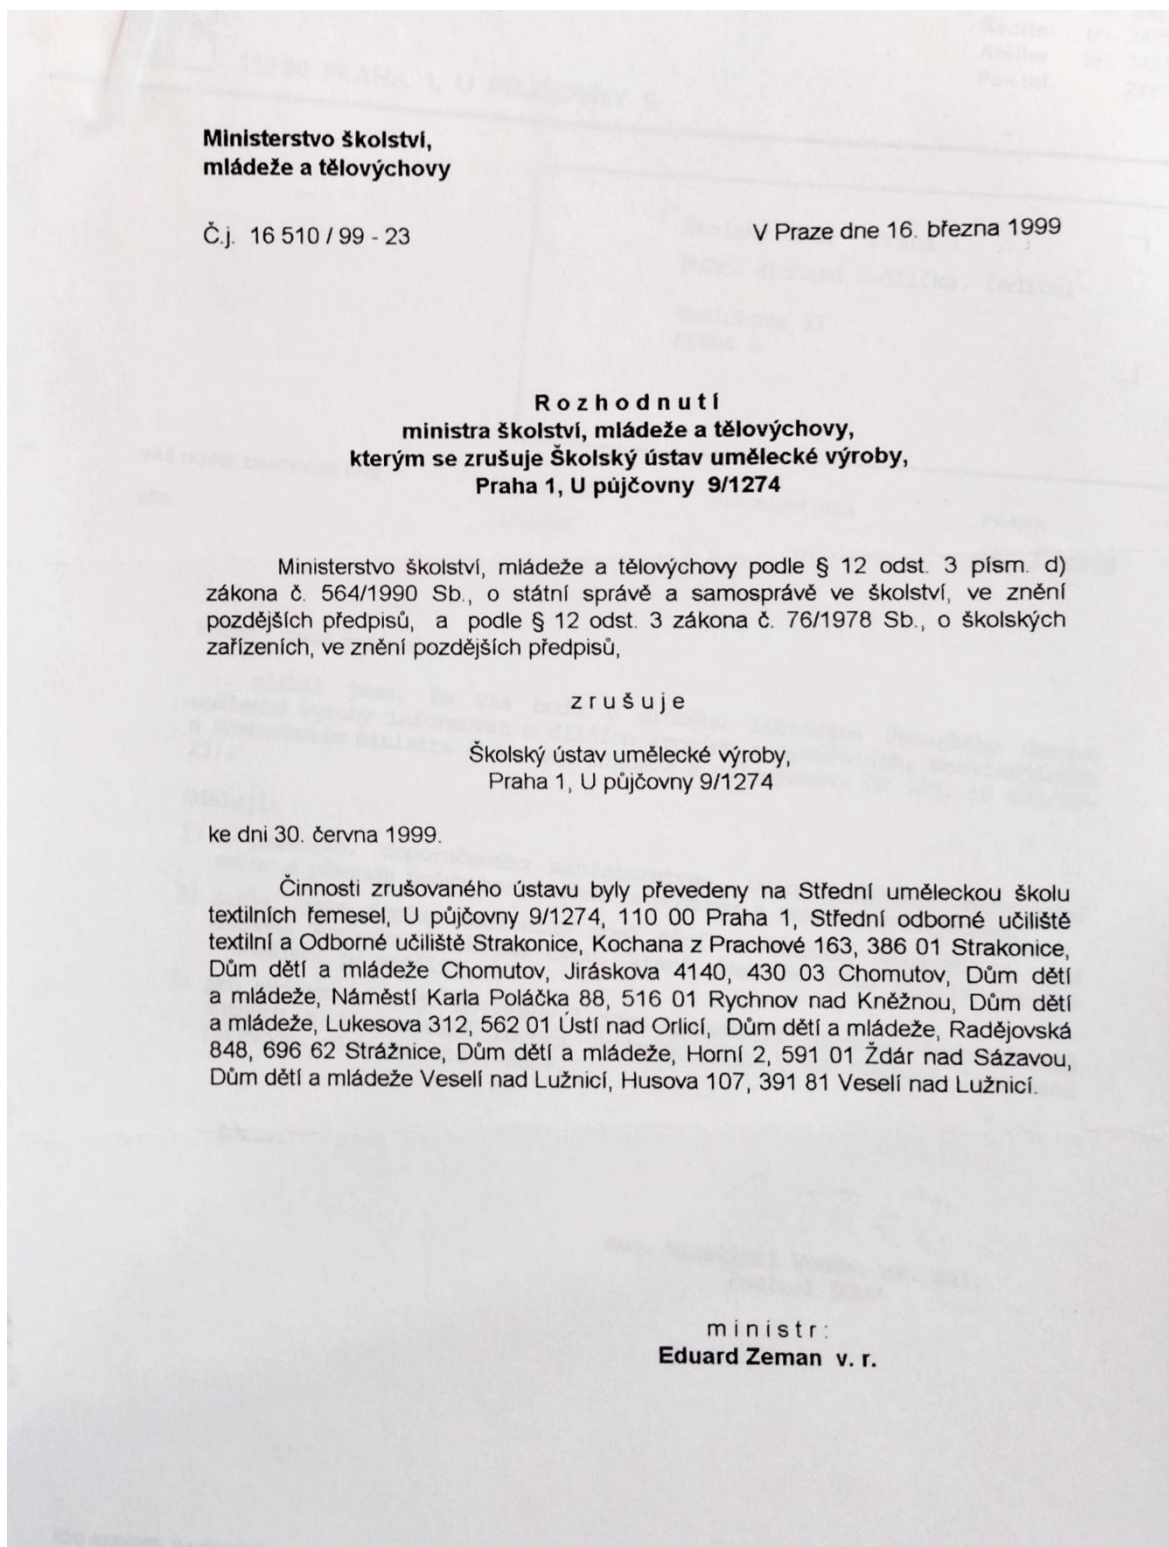 Ministerstvo školství,
mládeže a tělovýchovy
Č.j. 16 510 / 99 - 23
V Praze dne 16. března 1999
Rozhodnutí
ministra školství, mládeže a tělovýchovy,
kterým se zrušuje Školský ústav umělecké výroby,
Praha 1, U půjčovny 9/1274
Ministerstvo školství, mládeže a tělovýchovy podle § 12 odst. 3 písm. d)
zákona č. 564/1990 Sb., o státní správě a samosprávě ve školství, ve znění
pozdějších předpisů, a podle § 12 odst. 3 zákona č. 76/1978 Sb., o školských
zařízeních, ve znění pozdějších předpisů,
zrušuje
Školský ústav umělecké výroby,
Praha 1, U půjčovny 9/1274
ke dni 30. června 1999.
Činnosti zrušovaného ústavu byly převedeny na Střední uměleckou školu
textilních řemesel, U půjčovny 9/1274, 110 00 Praha 1, Střední odborné učiliště
textilní a Odborné učiliště Strakonice, Kochana z Prachové 163, 386 01 Strakonice,
Dům dětí a mládeže Chomutov, Jiráskova 4140, 430 03 Chomutov, Dům dětí
a mládeže, Náměstí Karla Poláčka 88, 516 01 Rychnov nad Kněžnou, Dům dětí
a mládeže, Lukesova 312, 562 01 Ústí nad Orlicí, Dům dětí a mládeže, Radějovská
848, 696 62 Strážnice, Dům dětí a mládeže, Horní 2, 591 01 Ždár nad Sázavou,
Dům dětí a mládeže Veselí nad Lužnicí, Husova 107, 391 81 Veselí nad Lužnicí.
ministr:
Eduard Zeman v. r.